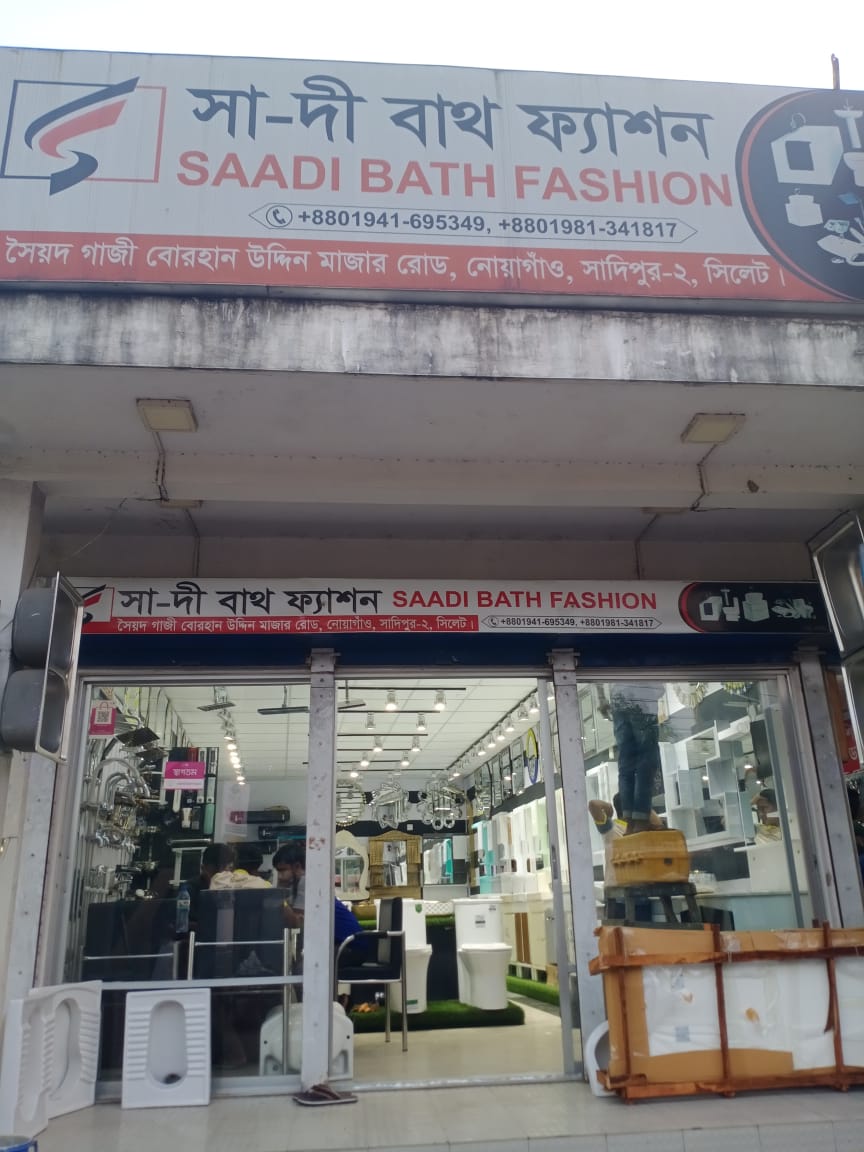 সা-দী বাথ ফ্যাশন
SAADI BATH FASHION
+8801941-695349, +8801981-341817
সৈয়দ গাজী বোরহান উদ্দিন মাজার রোড, নোয়াগাঁও, সাদিপুর-২, সিলেট।
সা-দী বাথ ফ্যাশন SAADI BATH FASHION
সৈয়দ গাজী বোরহান উদ্দিন মাজার রোড, নোয়াগাঁও, সাদিপুর-২, সিলেট। +8801941-695349, +8801981-341817
স্বাগতম